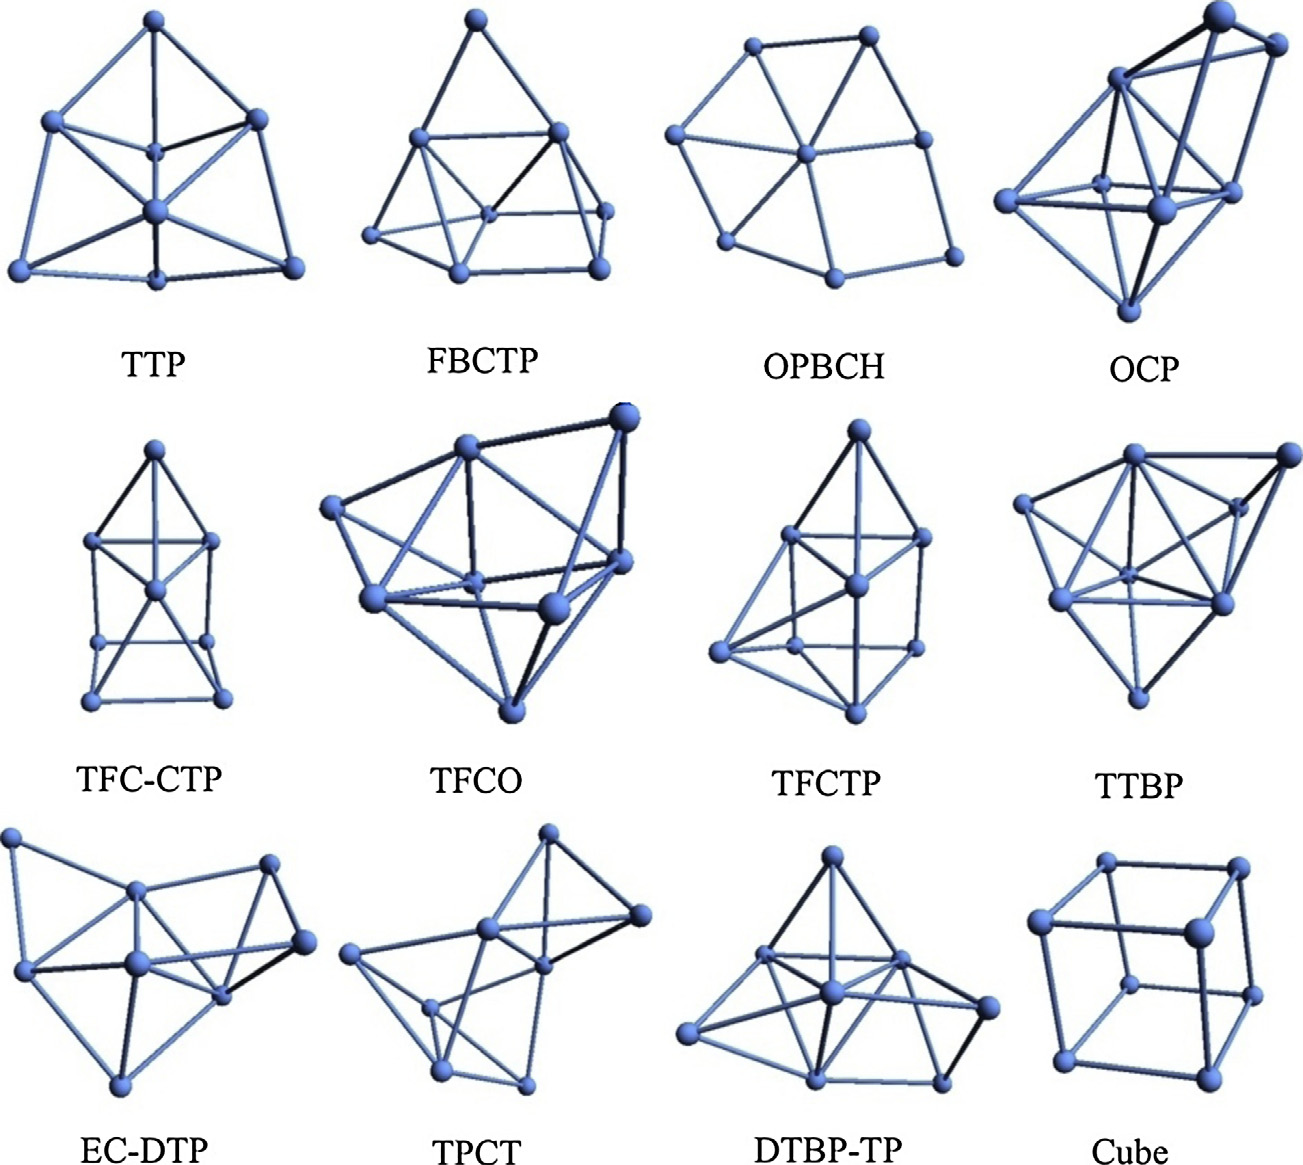 TTP
FBCTP
OPBCH
OCP
TFC-CTP
TFCO
TFCTP
TTBP
EC-DTP
TPCT
DTBP-TP
Cube